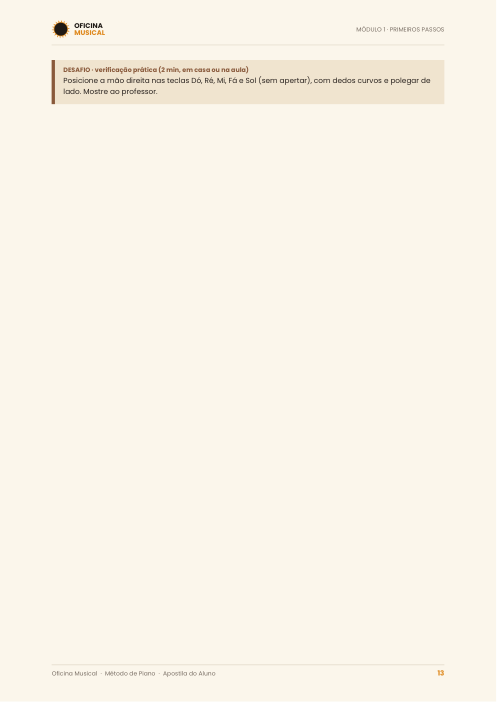 OFICINA
MUSICAL
MÓDULO 1 · PRIMEIROS PASSOS
DESAFIO · verificação prática (2 min, em casa ou na aula)
Posicione a mão direita nas teclas Dó, Ré, Mi, Fá e Sol (sem apertar), com dedos curvos e polegar de
lado. Mostre ao professor.
Oficina Musical · Método de Piano · Apostila do Aluno
13